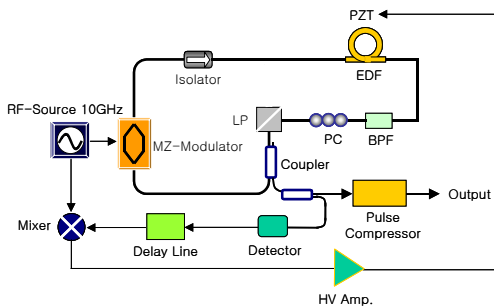 PZT
Isolator
EDF
RF-Source 10GHz
LP
PC
BPF
MZ-Modulator
Coupler
Output
Mixer
Delay Line
Detector
Pulse
Compressor
HV Amp.